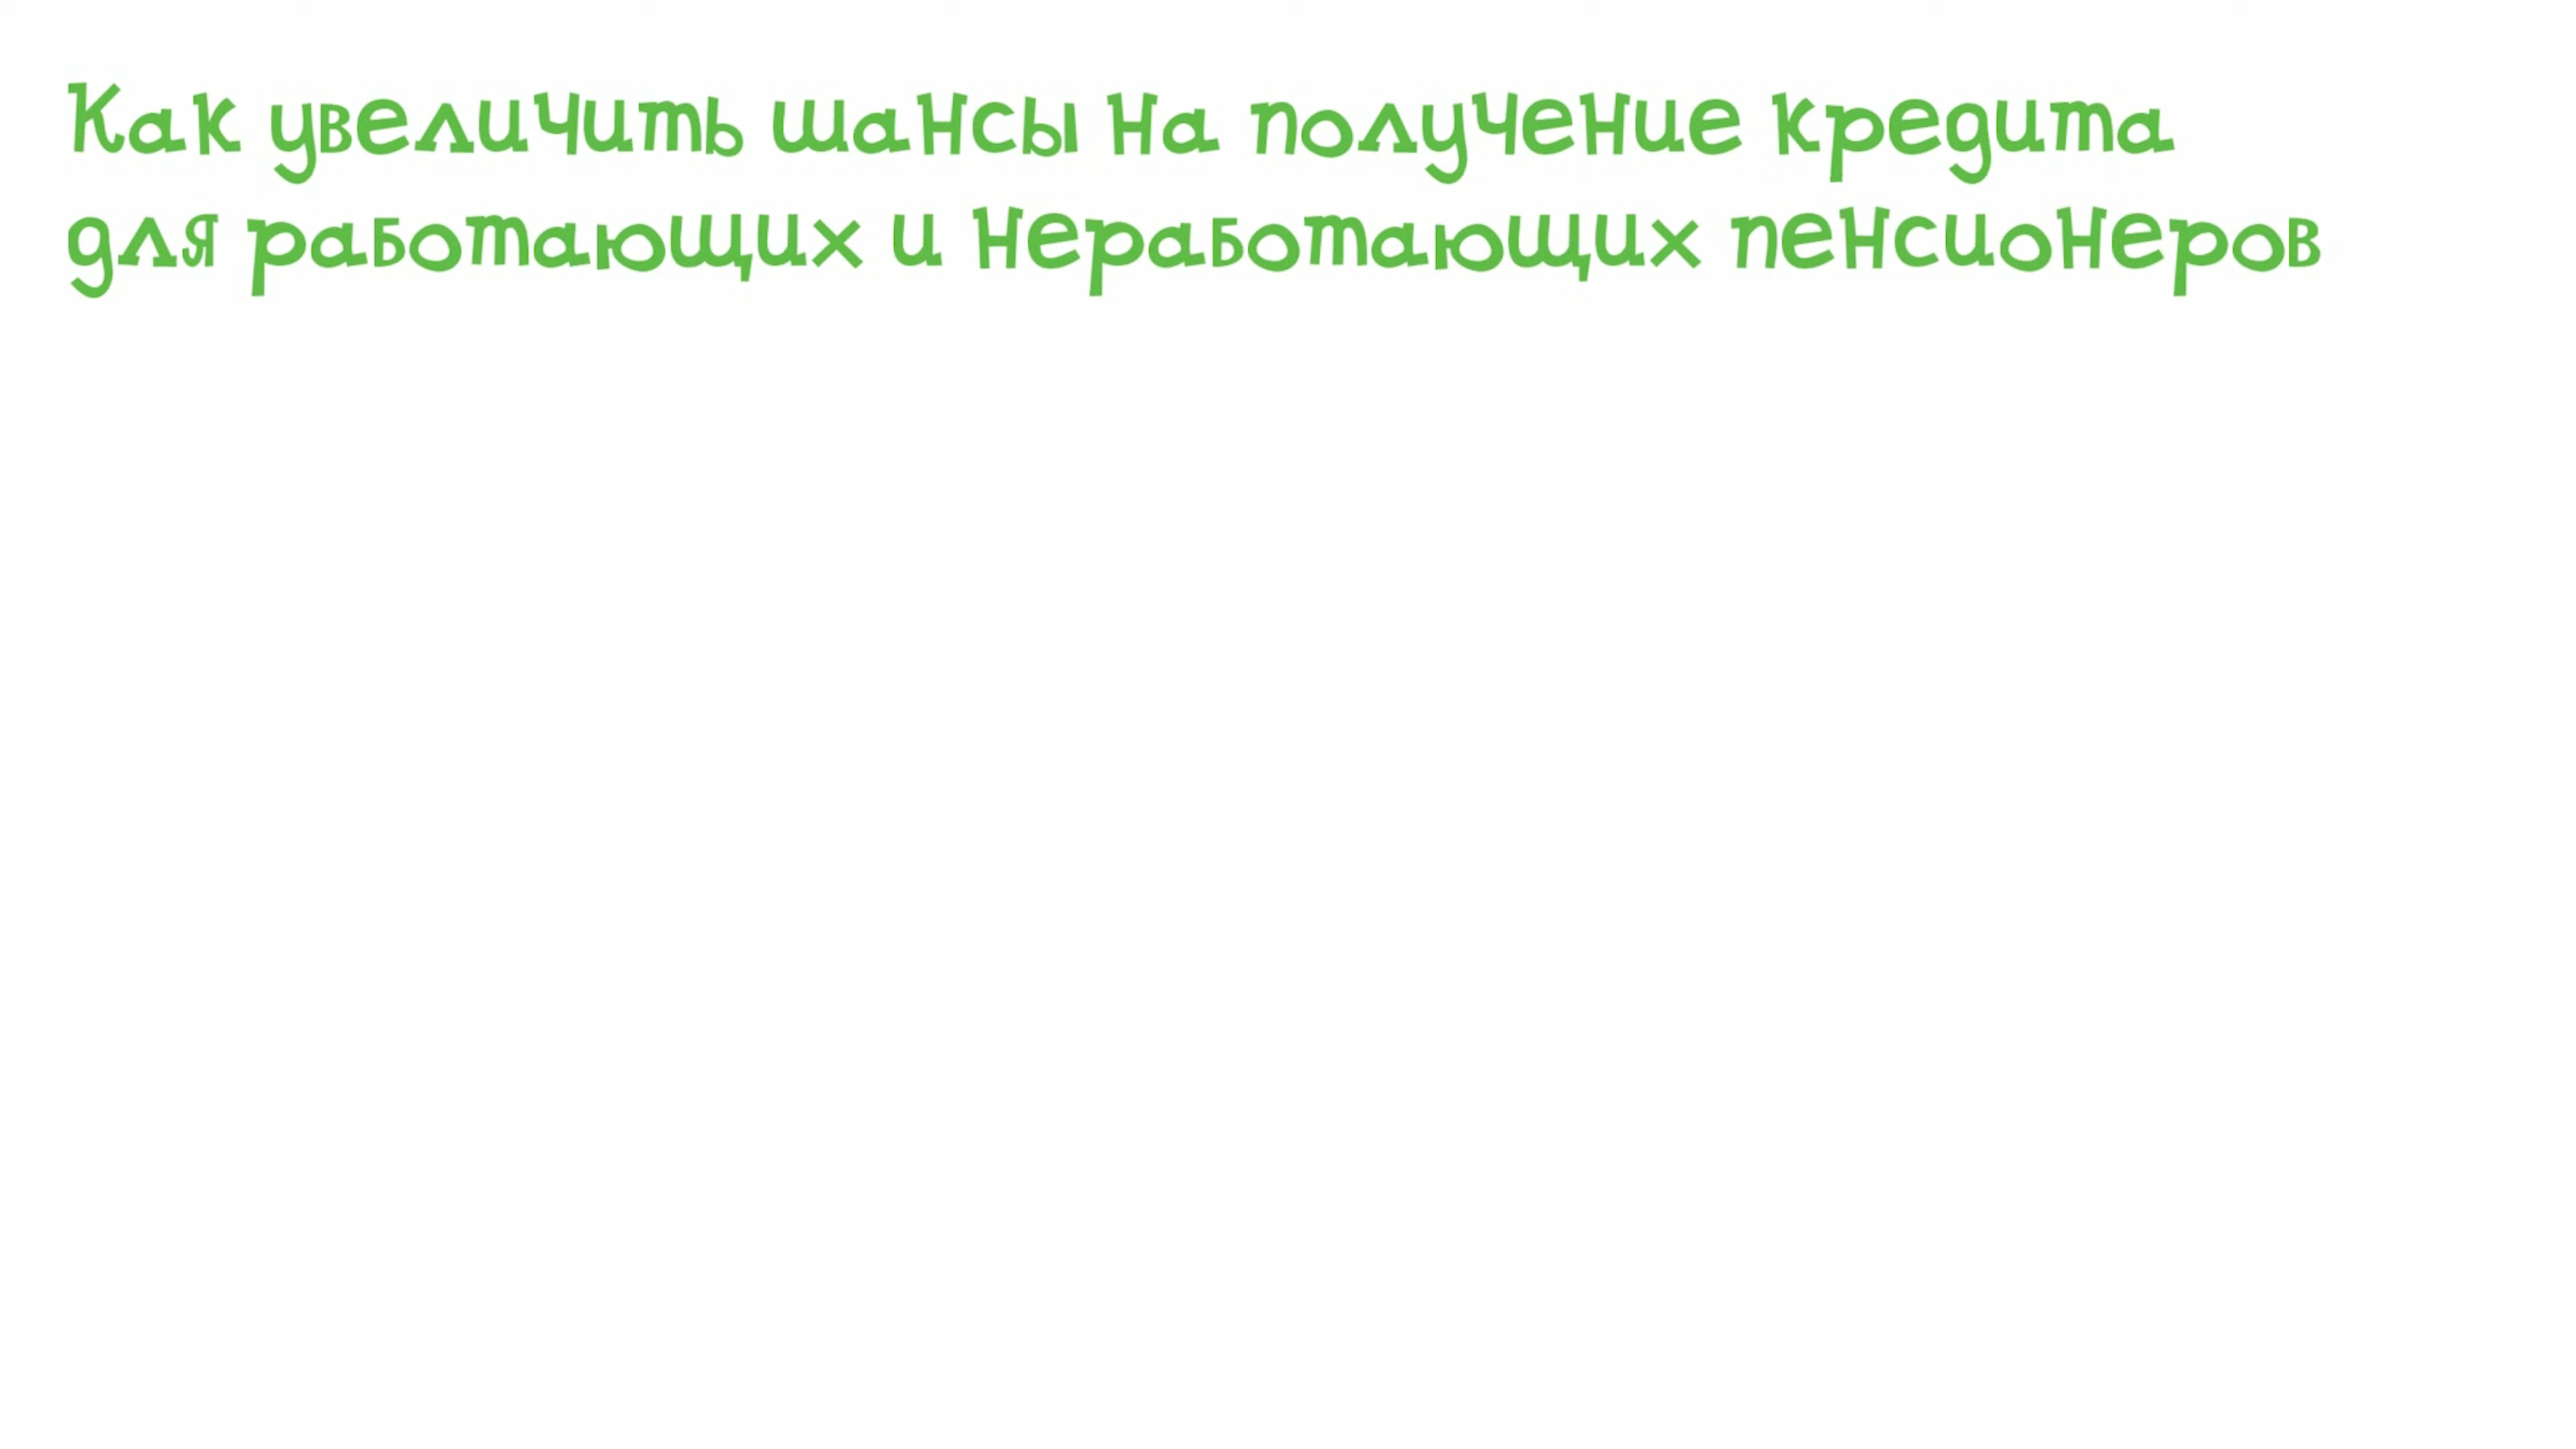 Как увеличить шансы на получение кредита
для работающих и неработающих пенсионеров